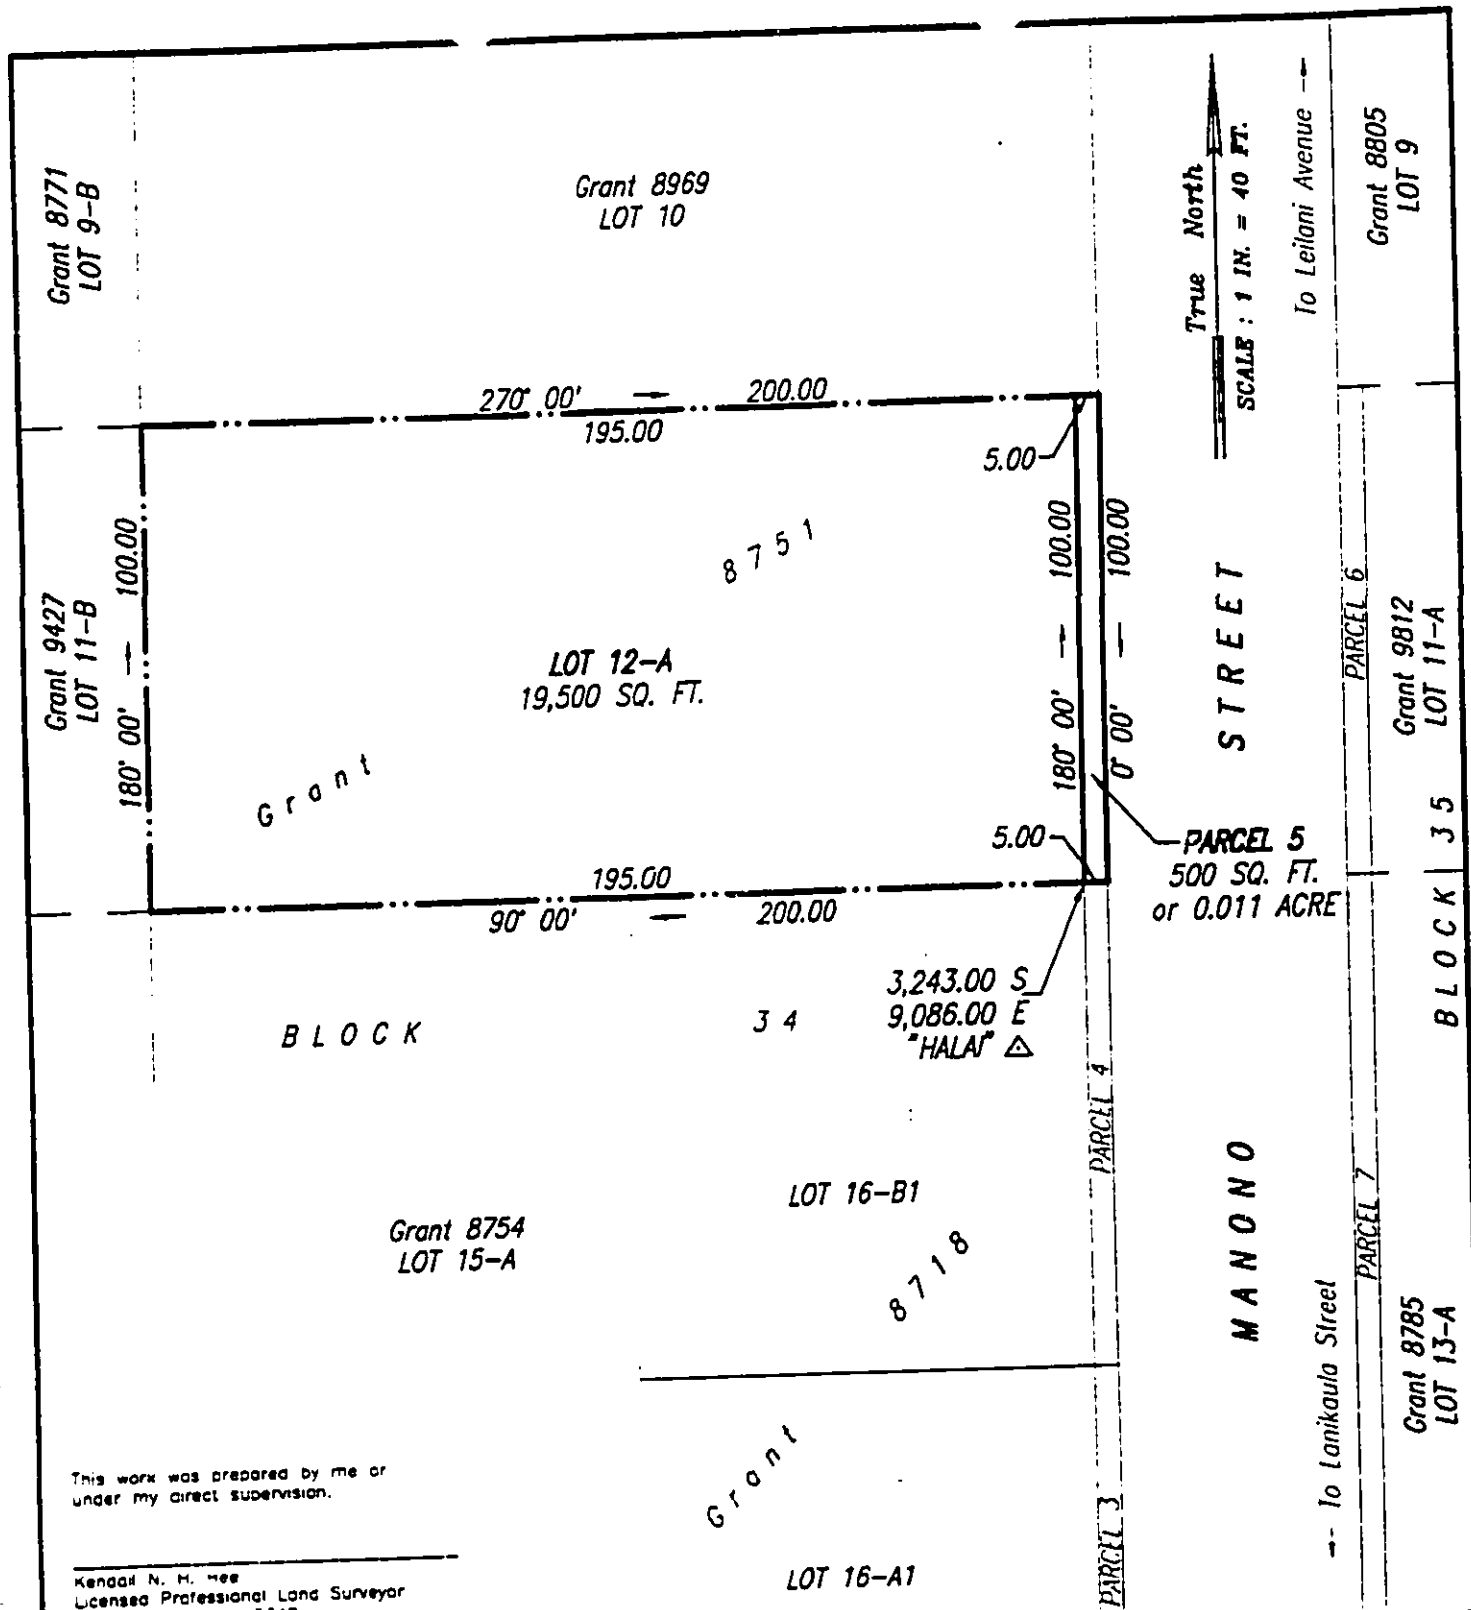 Grant 8771
LOT 9-B
Grant 8969
LOT 10
True North
SCALE : 1 IN. = 40 FT.
To Leilani Avenue →
Grant 8805
LOT 9
270° 00' → 200.00
195.00
5.00
Grant 9427
LOT 11-B
180° 00' → 100.00
Grant 8751
LOT 12-A
19,500 SQ. FT.
180° 00' → 100.00
0° 00' → 100.00
STREET
PARCEL 6
Grant 9812
LOT 11-A
5.00
PARCEL 5
500 SQ. FT.
or 0.011 ACRE
195.00
90° 00' ← 200.00
BLOCK 35
3,243.00 S
9,086.00 E
"HALAI" △
BLOCK 34
PARCEL 4
LOT 16-B1
Grant 8754
LOT 15-A
Grant 8718
MANONO
PARCEL 7
← To Lanikaula Street
Grant 8785
LOT 13-A
PARCEL 3
LOT 16-A1
This work was prepared by me or
under my direct supervision.
Kendall N. H. Hee
Licensed Professional Land Surveyor